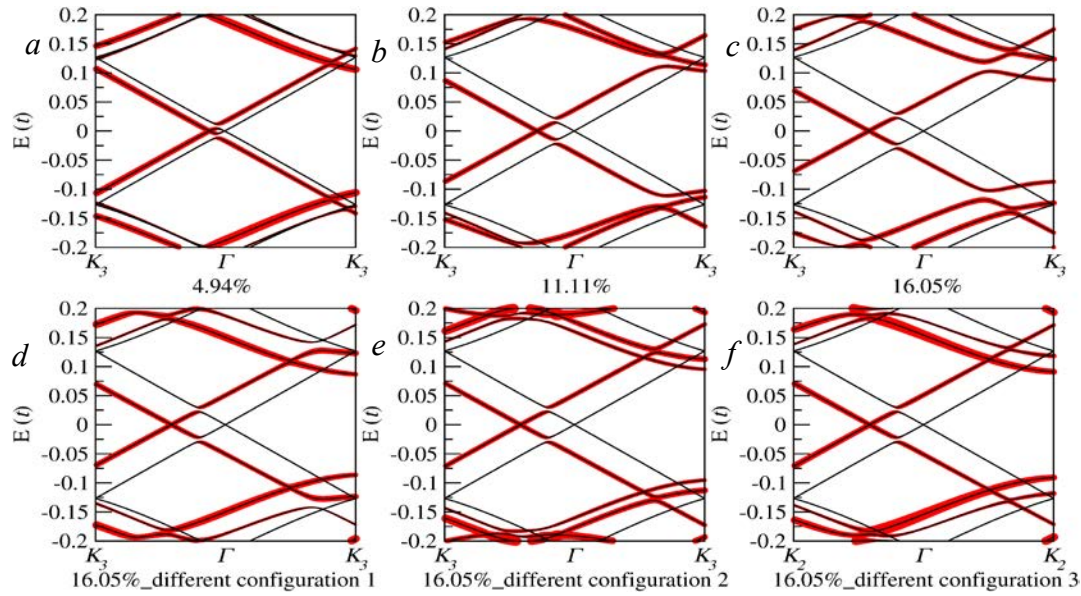 a
b
c
0.2 0.2 0.2
0.15 0.15 0.15
0.1 0.1 0.1
0.05 0.05 0.05
E (t) 0 E (t) 0 E (t) 0
-0.05 -0.05 -0.05
-0.1 -0.1 -0.1
-0.15 -0.15 -0.15
-0.2 -0.2 -0.2
K3 Γ K3 K3 Γ K3 K3 Γ K3
4.94% 11.11% 16.05%
d
e
f
0.2 0.2 0.2
0.15 0.15 0.15
0.1 0.1 0.1
0.05 0.05 0.05
E (t) 0 E (t) 0 E (t) 0
-0.05 -0.05 -0.05
-0.1 -0.1 -0.1
-0.15 -0.15 -0.15
-0.2 -0.2 -0.2
K3 Γ K3 K3 Γ K3 K2 Γ K2
16.05%_different configuration 1 16.05%_different configuration 2 16.05%_different configuration 3